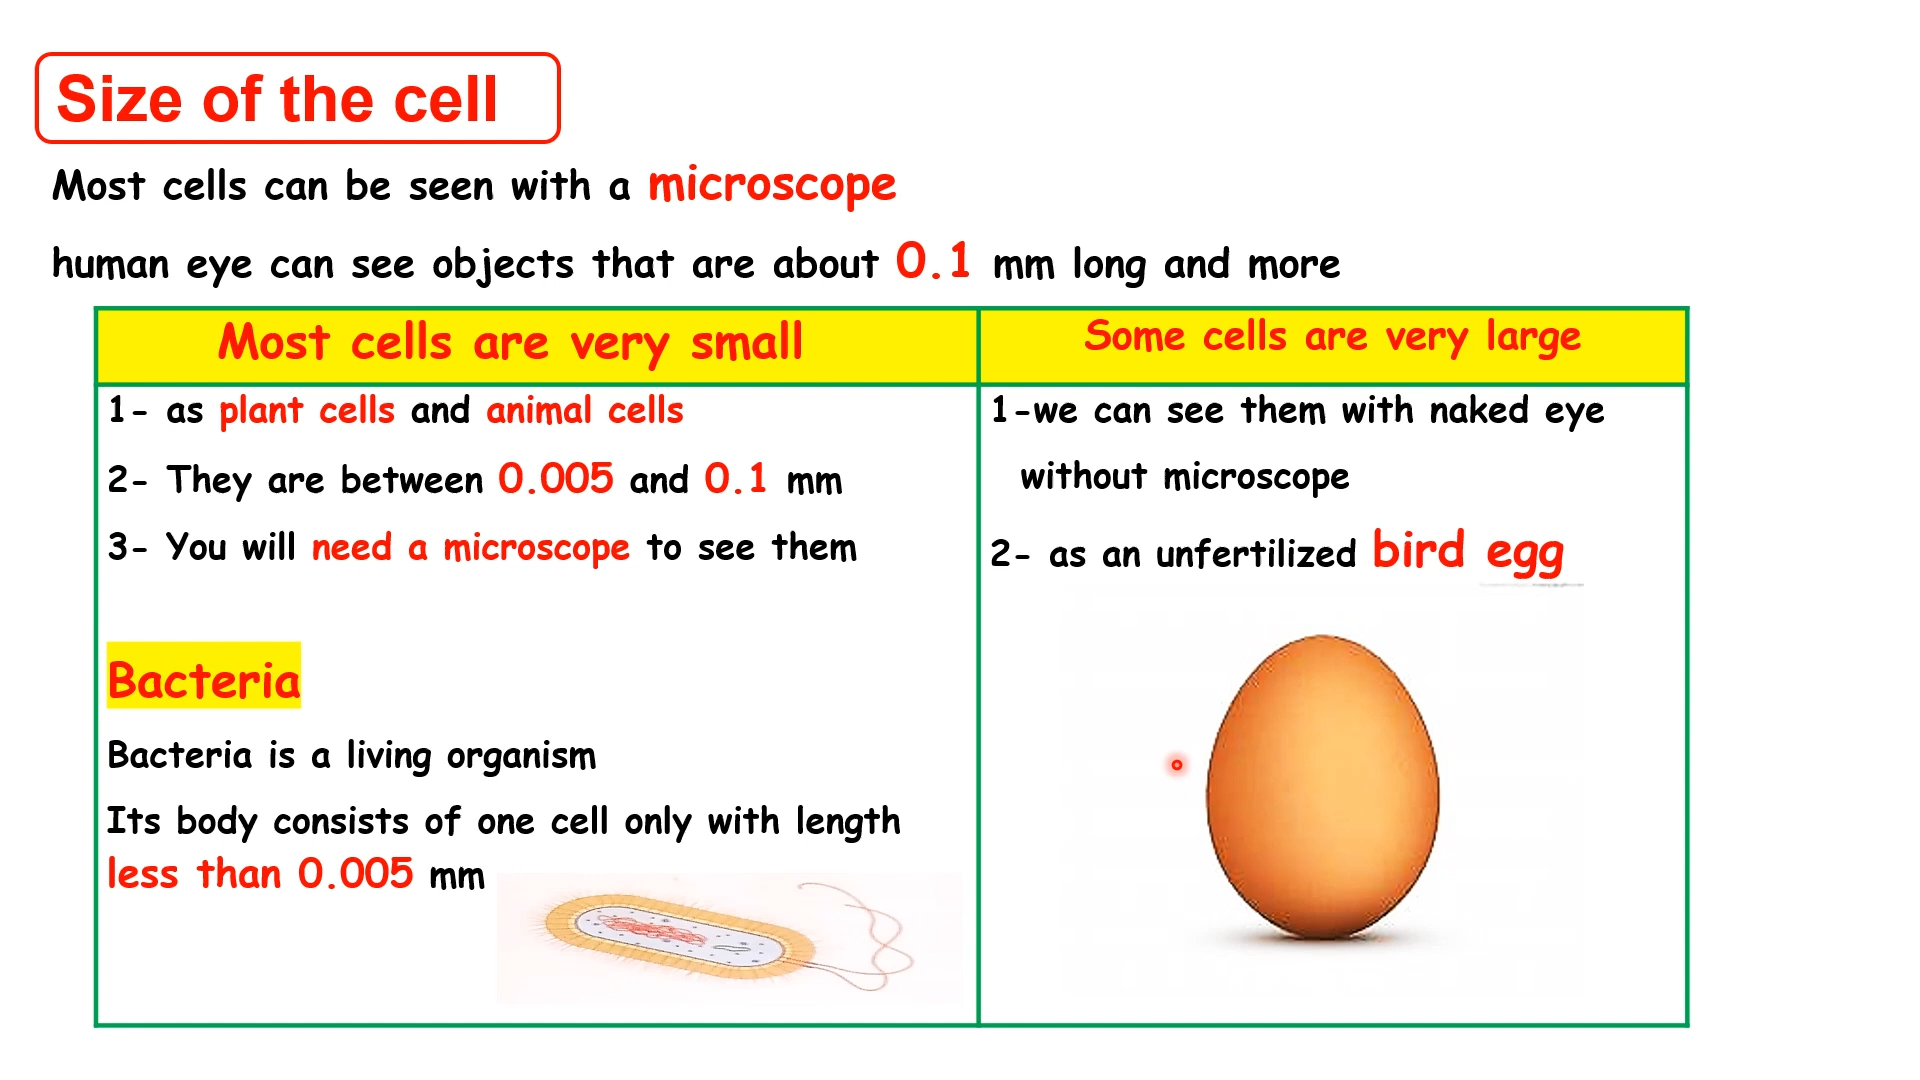 Size of the cell
Most cells can be seen with a microscope
human eye can see objects that are about 0.1 mm long and more
Most cells are very small
1- as plant cells and animal cells
2- They are between 0.005 and 0.1 mm
3- You will need a microscope to see them
Bacteria
Bacteria is a living organism
Its body consists of one cell only with length
less than 0.005 mm
Some cells are very large
1-we can see them with naked eye
without microscope
2- as an unfertilized bird egg